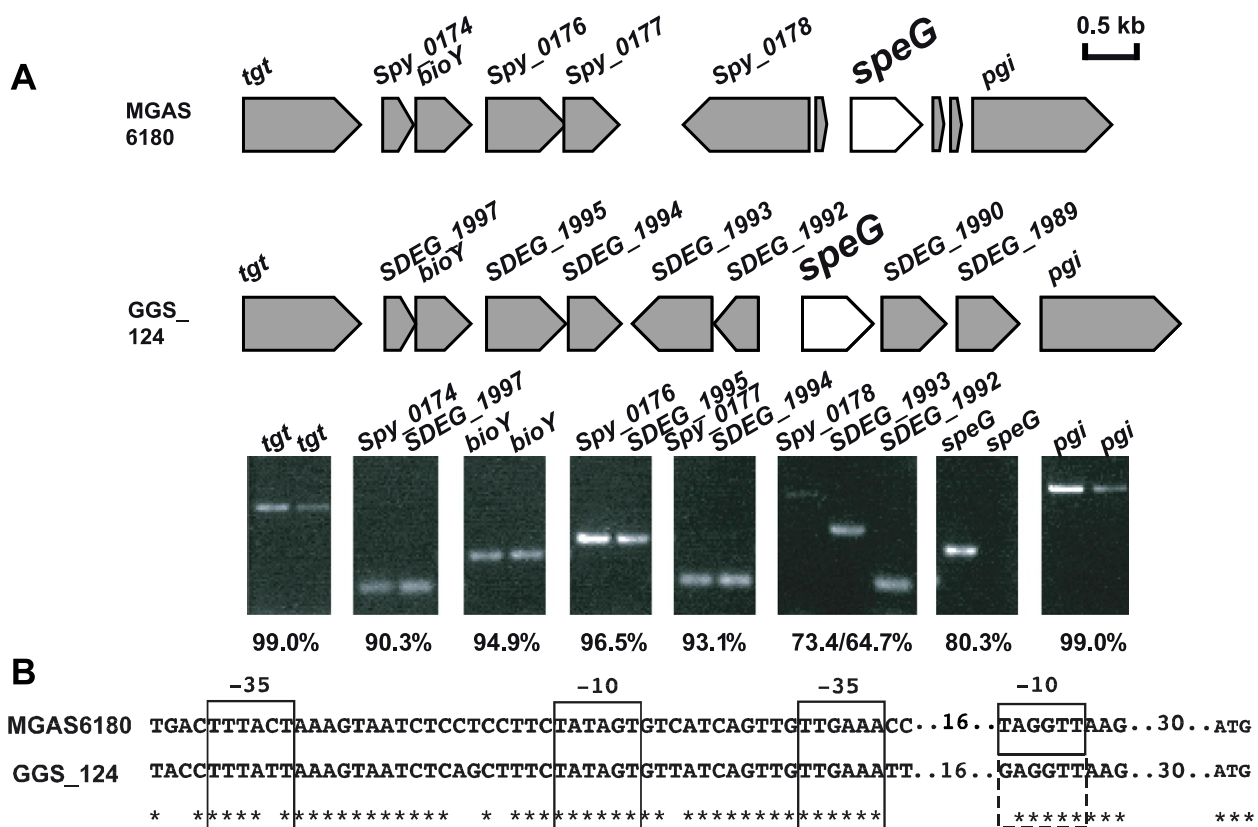 A
0.5 kb
tgt Spy_0174 bioY Spy_0176 Spy_0177 Spy_0178 speG pgi
MGAS
6180
tgt SDEG_1997 bioY SDEG_1995 SDEG_1994 SDEG_1993 SDEG_1992 speG SDEG_1990 SDEG_1989 pgi
GGS_
124
tgt tgt Spy_0174 SDEG_1997 bioY bioY Spy_0176 SDEG_1995 Spy_0177 SDEG_1994 Spy_0178 SDEG_1993 SDEG_1992 speG speG pgi pgi
99.0% 90.3% 94.9% 96.5% 93.1% 73.4/64.7% 80.3% 99.0%
B
-35 -10 -35 -10
MGAS6180 TGACTTTACTAAAGTAATCTCCTCCTTCTATAGTGTCATCAGTTGTTGAAACC..16..TAGGTTAAG..30..ATG
GGS_124 TACCTTTATTAAAGTAATCTCAGCTTTCTATAGTGTTATCAGTTGTTGAAATT..16..GAGGTTAAG..30..ATG
* **** ********** * ************ ************** ******** ***